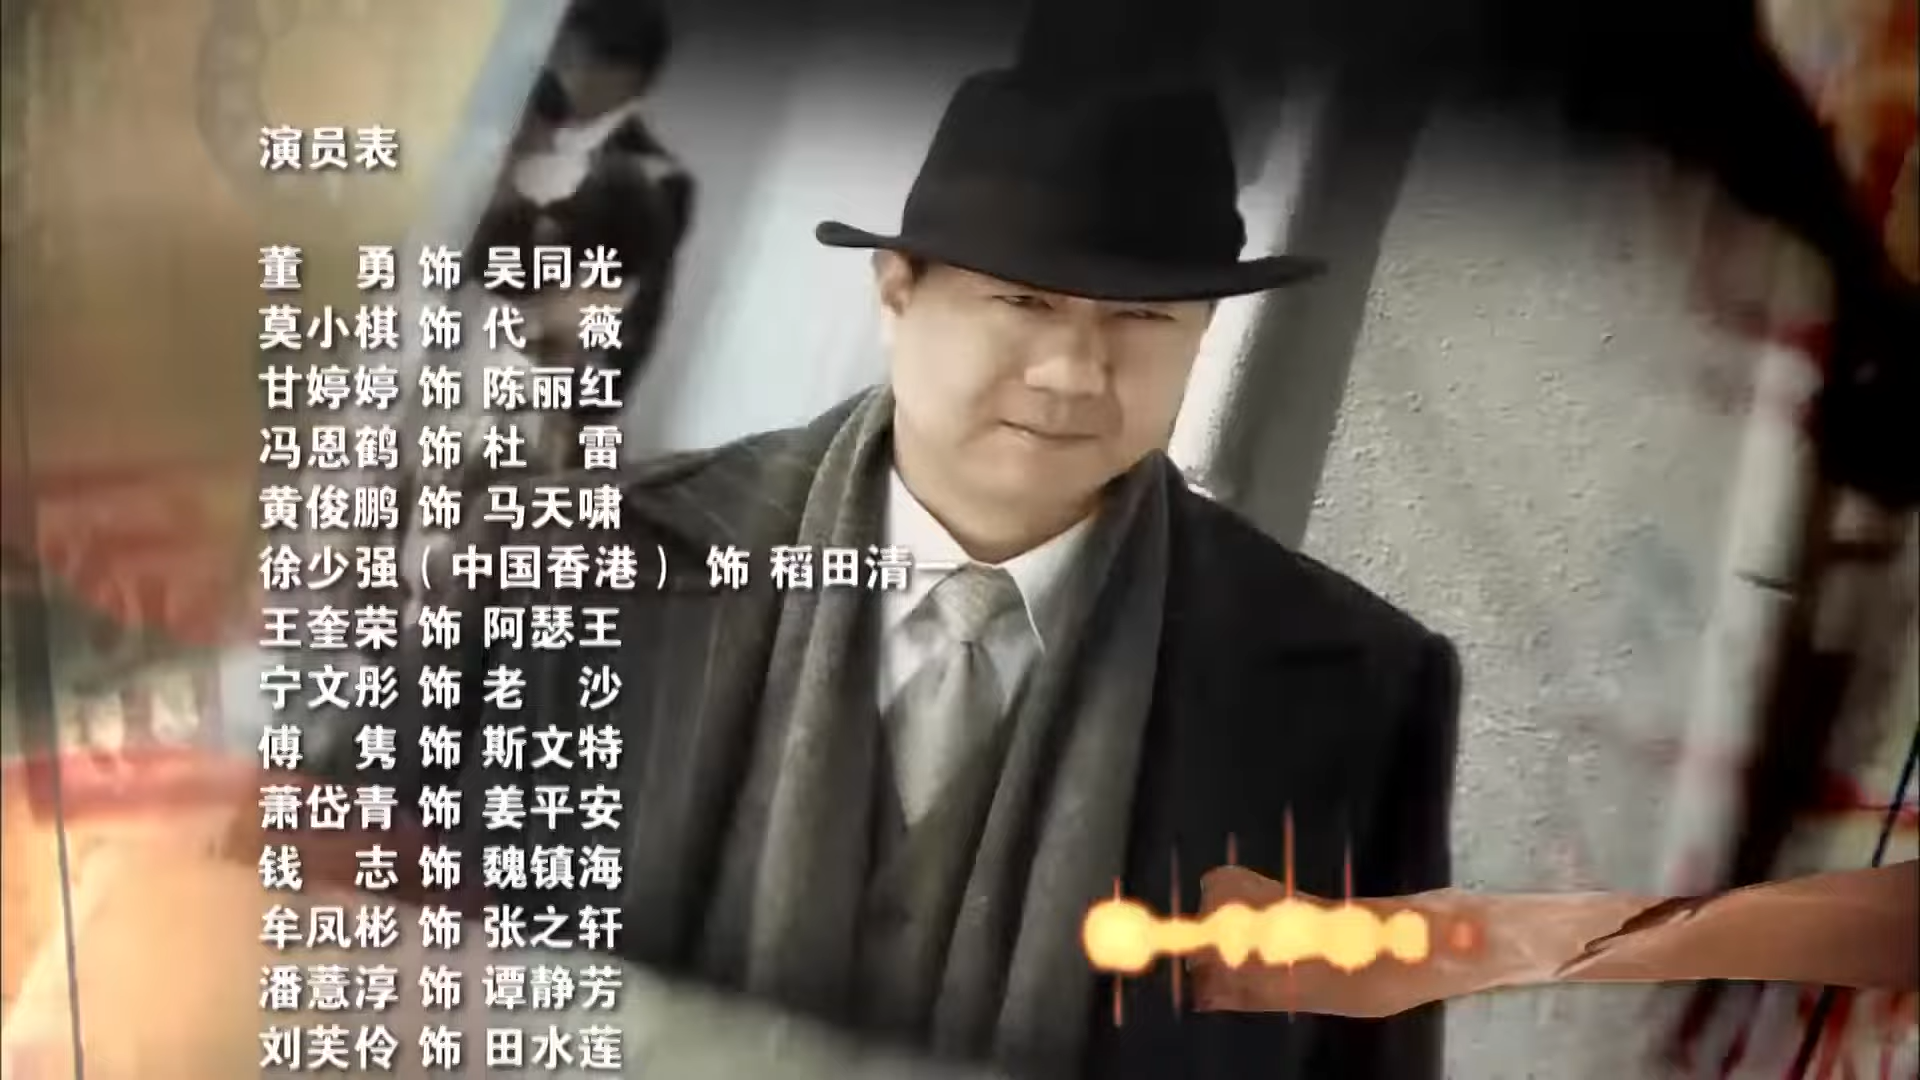 演员表
董　勇 饰 吴同光
莫小棋 饰 代　薇
甘婷婷 饰 陈丽红
冯恩鹤 饰 杜　雷
黄俊鹏 饰 马天啸
徐少强（中国香港） 饰 稻田清一
王奎荣 饰 阿瑟王
宁文彤 饰 老　沙
傅　隽 饰 斯文特
萧岱青 饰 姜平安
钱　志 饰 魏镇海
牟凤彬 饰 张之轩
潘薏淳 饰 谭静芳
刘芙伶 饰 田水莲